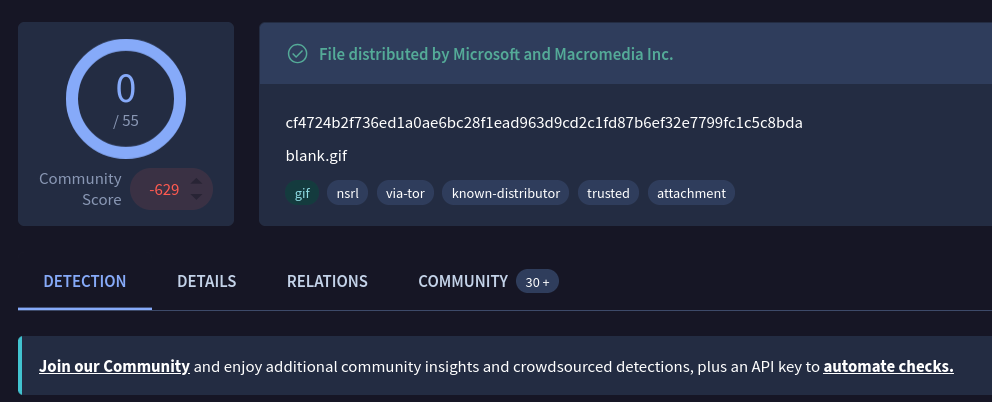 0
/ 55
Community
Score
-629
File distributed by Microsoft and Macromedia Inc.
cf4724b2f736ed1a0ae6bc28f1ead963d9cd2c1fd87b6ef32e7799fc1c5c8bda
blank.gif
gif nsrl via-tor known-distributor trusted attachment
DETECTION DETAILS RELATIONS COMMUNITY 30 +
Join our Community and enjoy additional community insights and crowdsourced detections, plus an API key to automate checks.